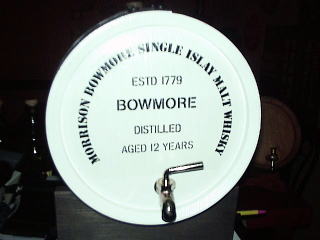 MORRISON BOWMORE SINGLE ISLAY MALT WHISKY
ESTD 1779
BOWMORE
DISTILLED
AGED 12 YEARS